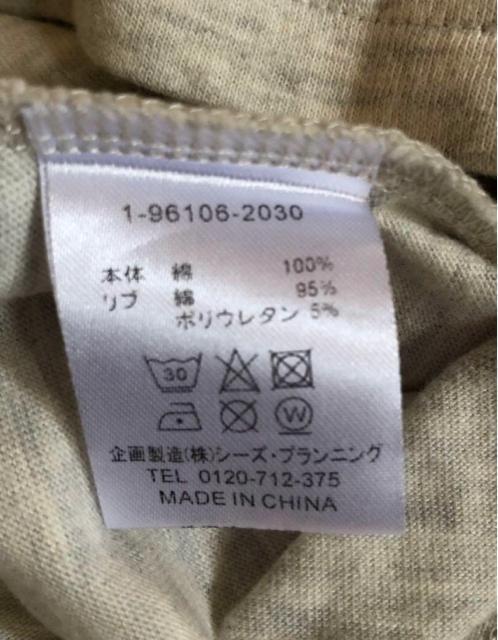 1-96106-2030
本体 綿 100%
リブ 綿 95%
ポリウレタン 5%
30
W
企画製造(株)シーズ・プランニング
TEL 0120-712-375
MADE IN CHINA